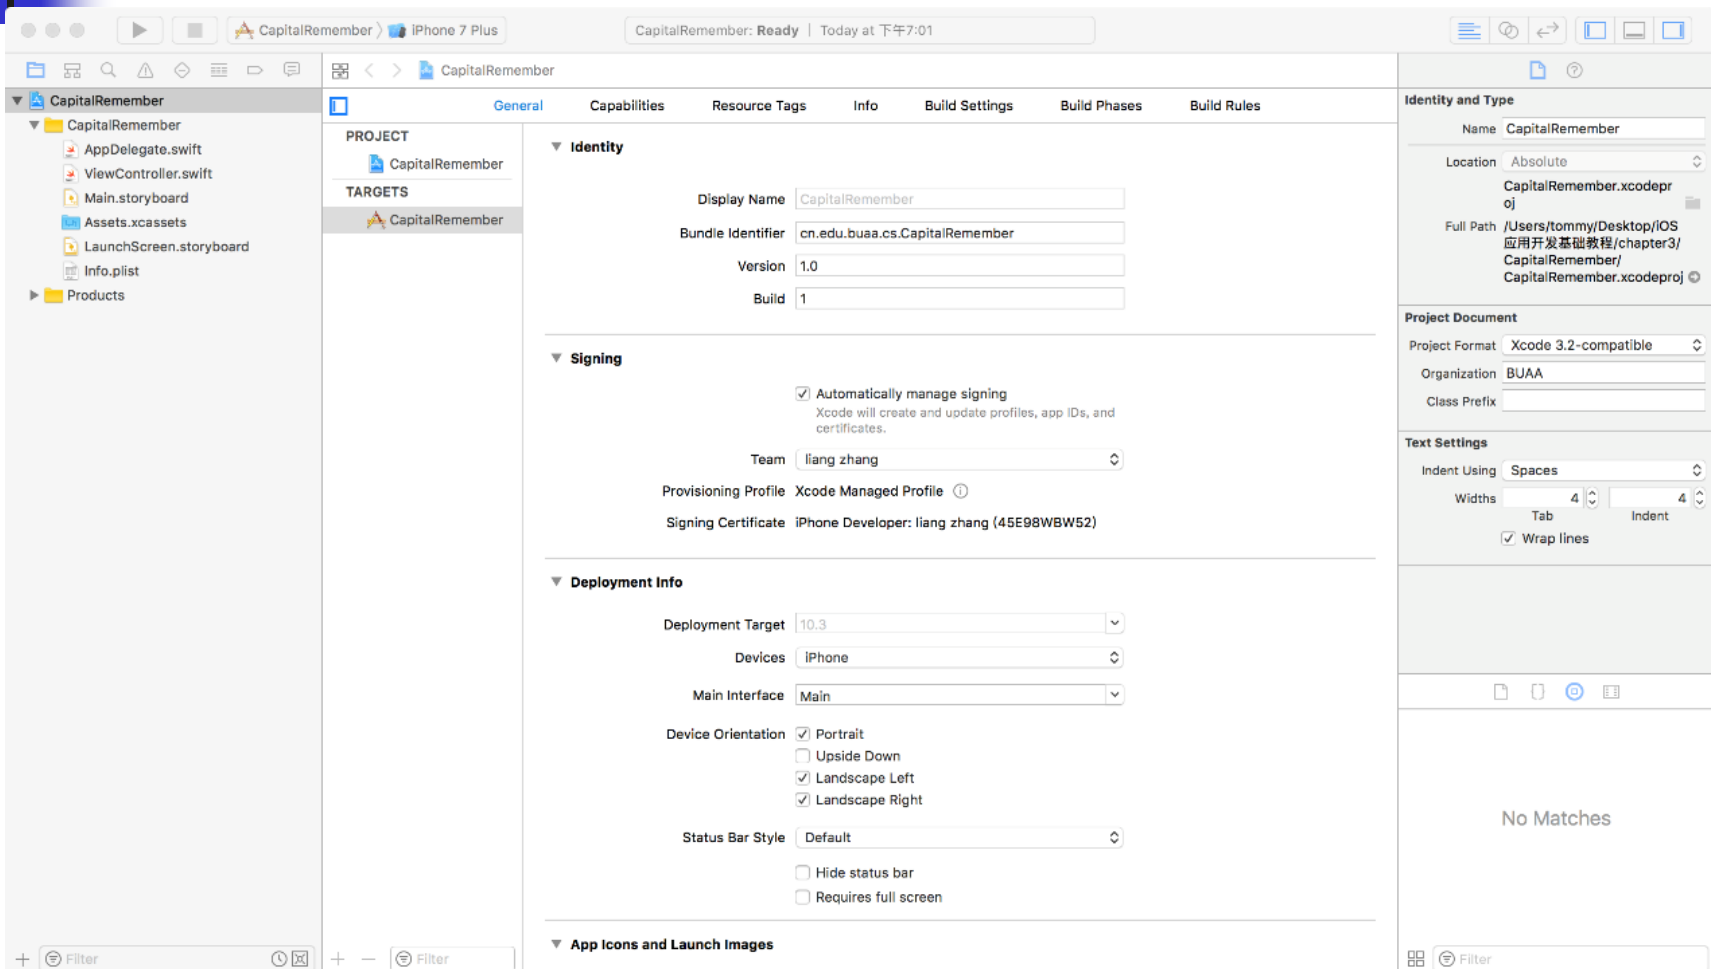 CapitalRemember
iPhone 7 Plus
CapitalRemember: Ready | Today at 下午7:01
CapitalRemember
CapitalRemember
AppDelegate.swift
ViewController.swift
Main.storyboard
Assets.xcassets
LaunchScreen.storyboard
Info.plist
Products
Filter
CapitalRemember
General Capabilities Resource Tags Info Build Settings Build Phases Build Rules
PROJECT
CapitalRemember
TARGETS
CapitalRemember
Filter
Identity
Display Name CapitalRemember
Bundle Identifier cn.edu.buaa.cs.CapitalRemember
Version 1.0
Build 1
Signing
Automatically manage signing
Xcode will create and update profiles, app IDs, and
certificates.
Team liang zhang
Provisioning Profile Xcode Managed Profile
Signing Certificate iPhone Developer: liang zhang (45E98WBW52)
Deployment Info
Deployment Target 10.3
Devices iPhone
Main Interface Main
Device Orientation Portrait
Upside Down
Landscape Left
Landscape Right
Status Bar Style Default
Hide status bar
Requires full screen
App Icons and Launch Images
Identity and Type
Name CapitalRemember
Location Absolute
CapitalRemember.xcodepr
oj
Full Path /Users/tommy/Desktop/iOS
应用开发基础教程/chapter3/
CapitalRemember/
CapitalRemember.xcodeproj
Project Document
Project Format Xcode 3.2-compatible
Organization BUAA
Class Prefix
Text Settings
Indent Using Spaces
Widths 4 4
Tab Indent
Wrap lines
No Matches
Filter